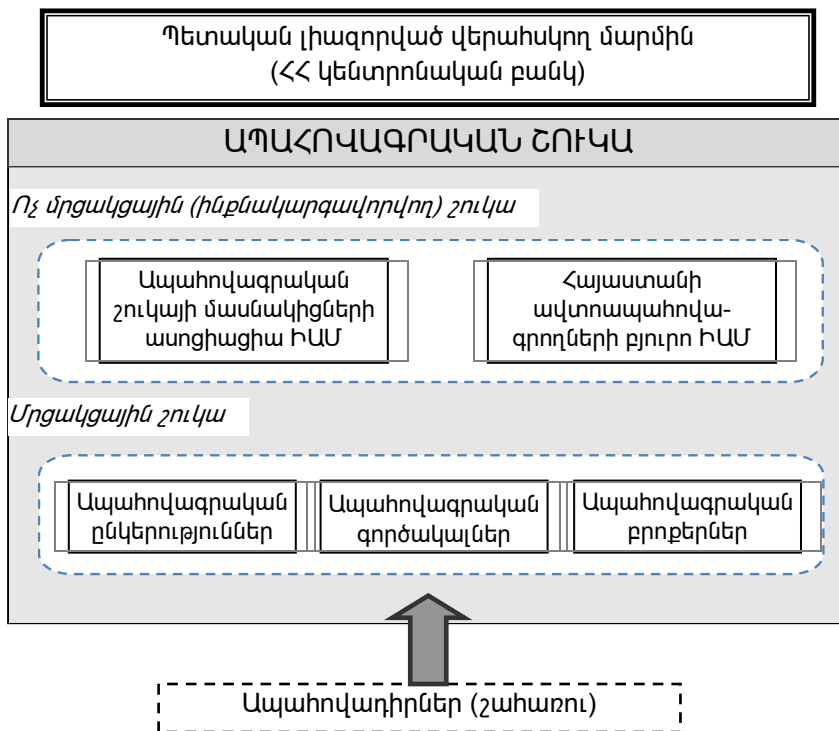 Պետական լիազորված վերահսկող մարմին
(ՀՀ կենտրոնական բանկ)
ԱՊԱՀՈՎԱԳՐԱԿԱՆ ՇՈՒԿԱ
Ոչ մրցակցային (ինքնակարգավորվող) շուկա
Ապահովագրական
շուկայի մասնակիցների
ասոցիացիա ԻԱՄ
Հայաստանի
ավտոապահովա-
գրողների բյուրո ԻԱՄ
Մրցակցային շուկա
Ապահովագրական
ընկերություններ
Ապահովագրական
գործակալներ
Ապահովագրական
բրոքերներ
Ապահովադիրներ (շահառու)